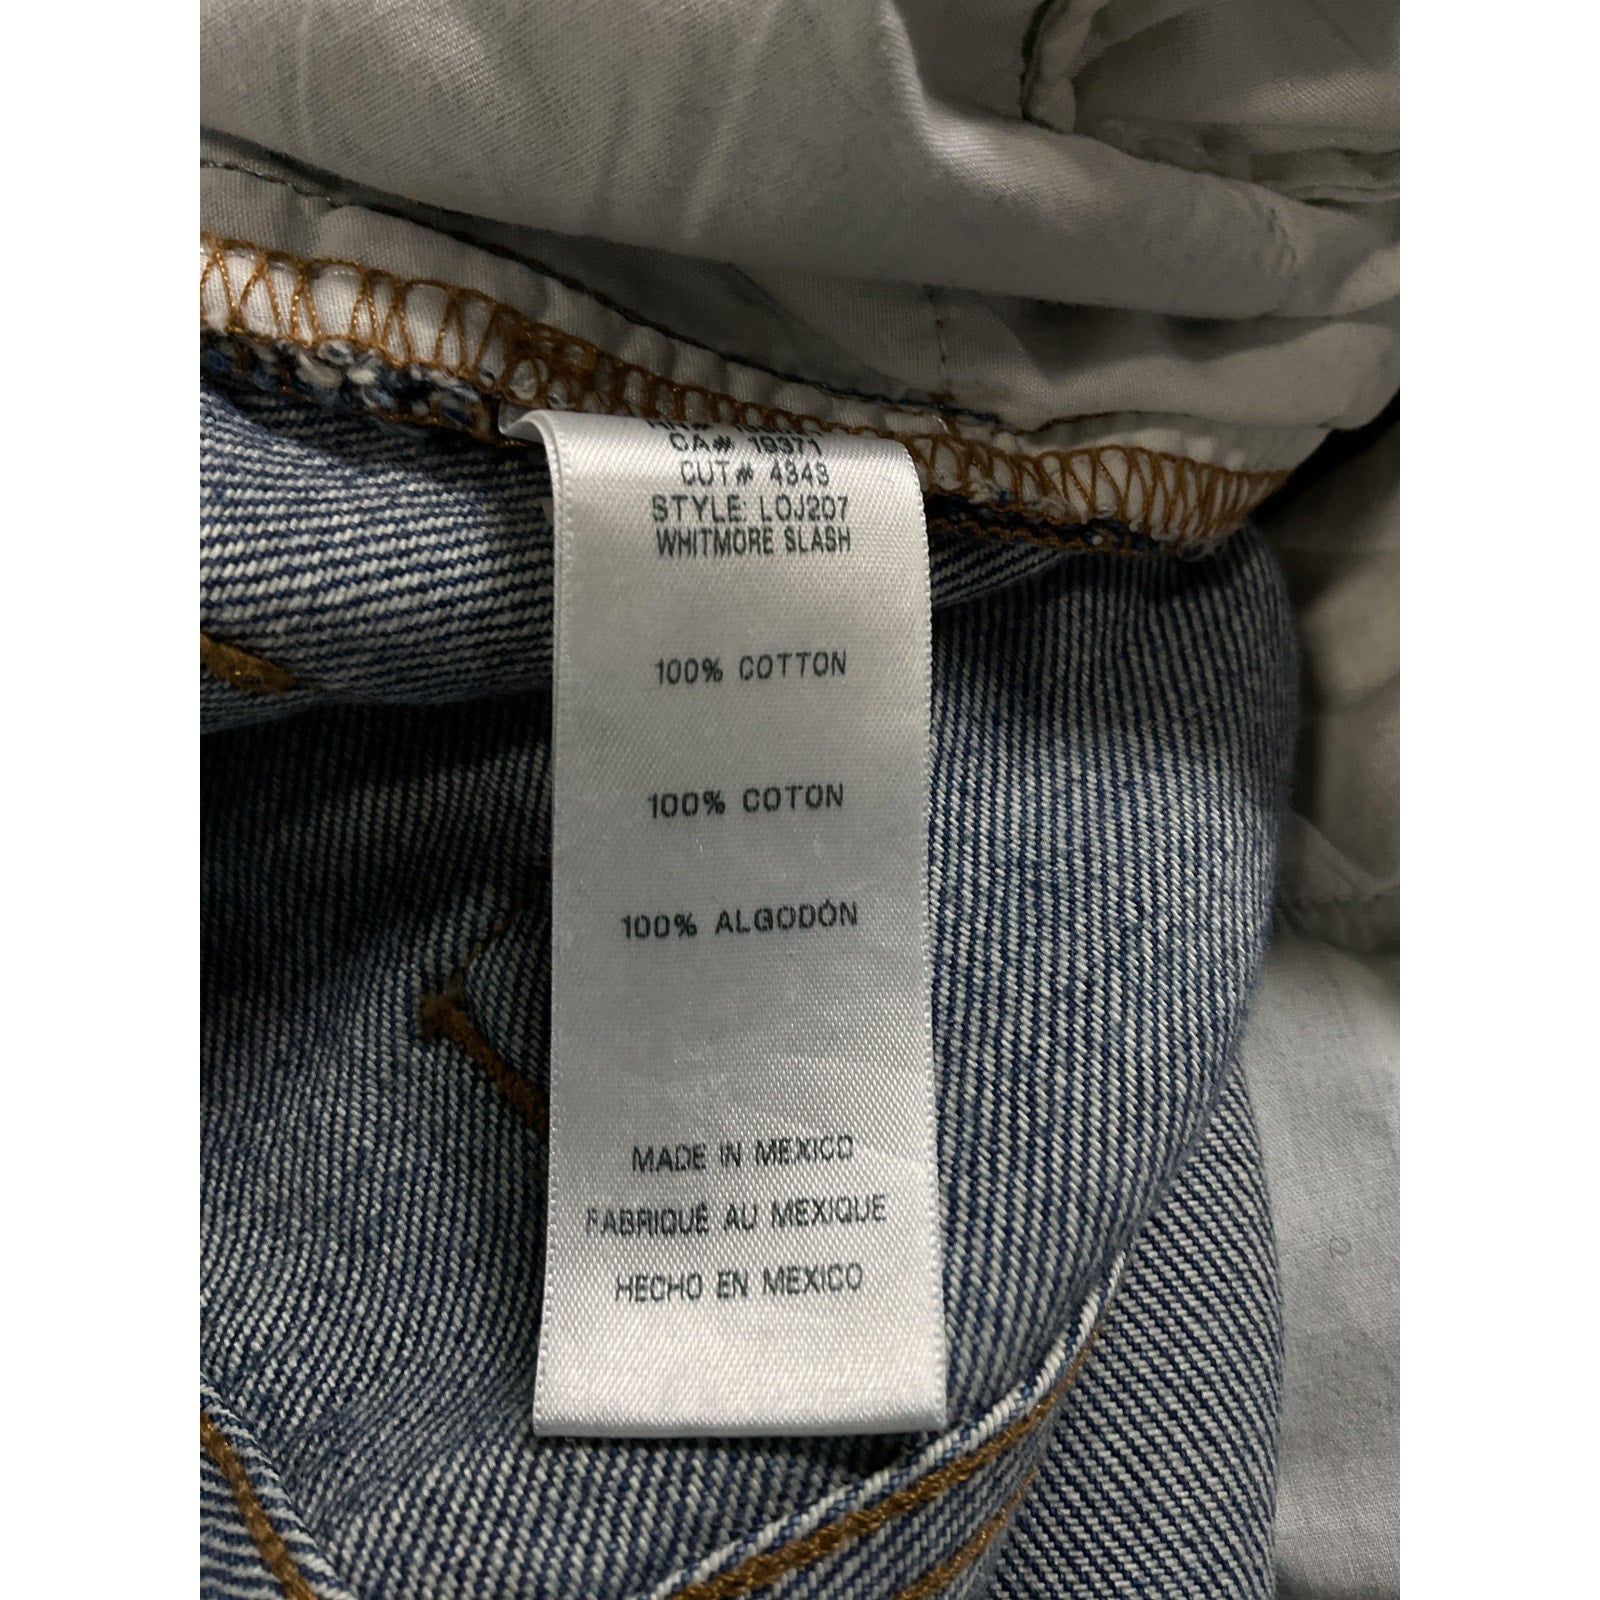 CA# 19371
CUT# 4343
STYLE: LOJ207
WHITMORE SLASH
100% COTTON
100% COTON
100% ALGODÓN
MADE IN MEXICO
FABRIQUÉ AU MEXIQUE
HECHO EN MEXICO